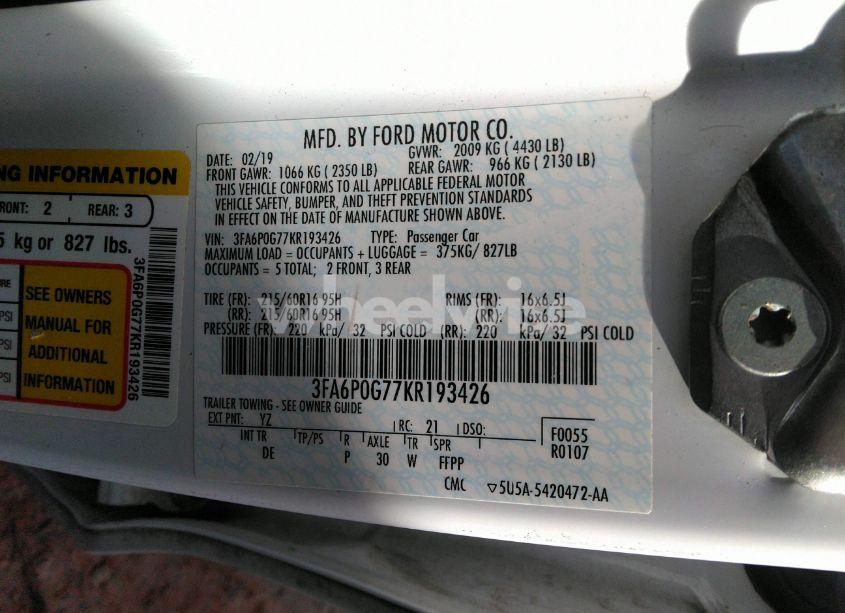 NG INFORMATION
RONT: 2 REAR: 3
5 kg or 827 lbs.
SEE OWNERS
MANUAL FOR
ADDITIONAL
INFORMATION
PSI
PSI
PSI
3FA6P0G77KR193426
MFD. BY FORD MOTOR CO.
DATE: 02/19 GVWR: 2009 KG ( 4430 LB)
FRONT GAWR: 1066 KG ( 2350 LB) REAR GAWR: 966 KG ( 2130 LB)
THIS VEHICLE CONFORMS TO ALL APPLICABLE FEDERAL MOTOR
VEHICLE SAFETY, BUMPER, AND THEFT PREVENTION STANDARDS
IN EFFECT ON THE DATE OF MANUFACTURE SHOWN ABOVE.
VIN: 3FA6P0G77KR193426 TYPE: Passenger Car
MAXIMUM LOAD = OCCUPANTS + LUGGAGE = 375KG/ 827LB
OCCUPANTS = 5 TOTAL; 2 FRONT, 3 REAR
TIRE (FR): 215/60R16 95H RIMS (FR): 16x6.5J
(RR): 215/60R16 95H (RR): 16x6.5J
PRESSURE (FR): 220 kPa/ 32 PSI COLD (RR): 220 kPa/ 32 PSI COLD
3FA6P0G77KR193426
TRAILER TOWING - SEE OWNER GUIDE
EXT PNT: YZ RC: 21 DSO:
INT TR TP/PS R AXLE TR SPR
DE P 30 W FFPP
F0055
R0107
CMC ▽5U5A-5420472-AA
wheelwise